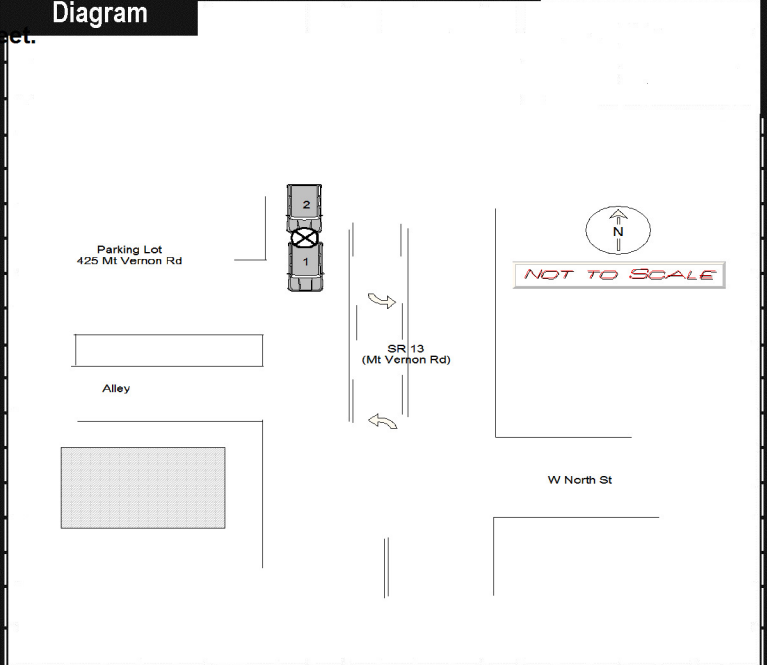 Diagram
eet.
2
1
Parking Lot
425 Mt Vernon Rd
N
NOT TO SCALE
SR 13
(Mt Vernon Rd)
Alley
W North St